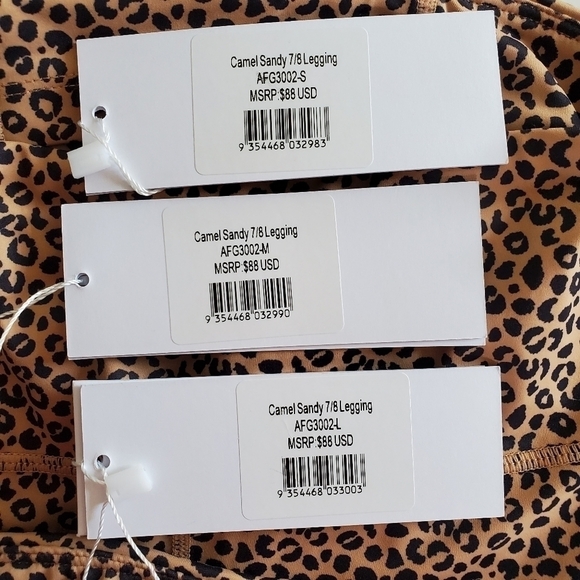 Camel Sandy 7/8 Legging
AFG3002-S
MSRP:$88 USD
9 354468 032983
Camel Sandy 7/8 Legging
AFG3002-M
MSRP:$88 USD
9 354468 032990
Camel Sandy 7/8 Legging
AFG3002-L
MSRP:$88 USD
9 354468 033003